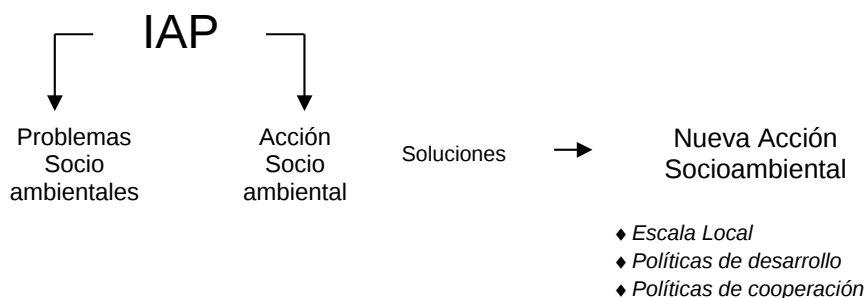 IAP
Problemas
Socio
ambientales
Acción
Socio
ambiental
Soluciones
Nueva Acción
Socioambiental
♦ Escala Local
♦ Políticas de desarrollo
♦ Políticas de cooperación